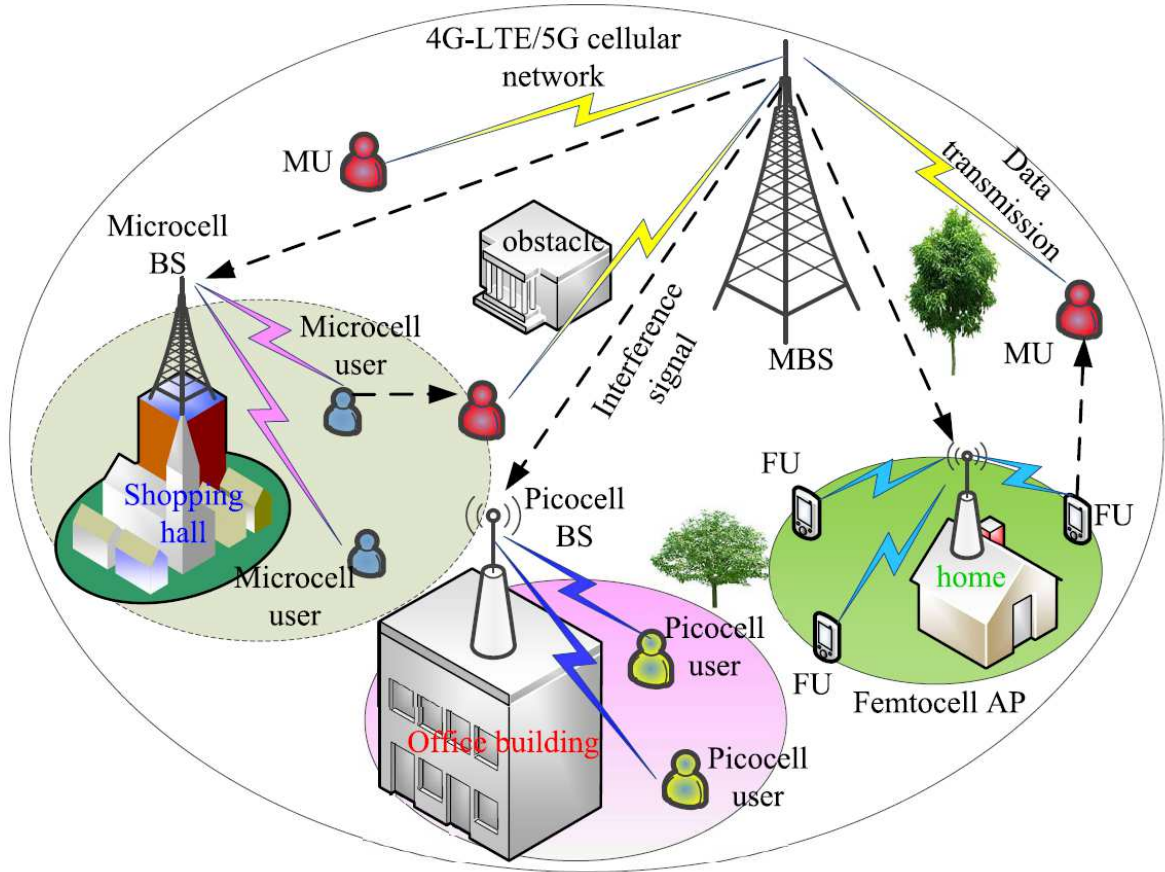 4G-LTE/5G cellular
network
MU
Data
transmission
Microcell
BS
obstacle
Microcell
user
Interference
signal
MBS
MU
Shopping
hall
Picocell
BS
FU
FU
Microcell
user
home
Picocell
user
FU
Femtocell AP
Office building
Picocell
user